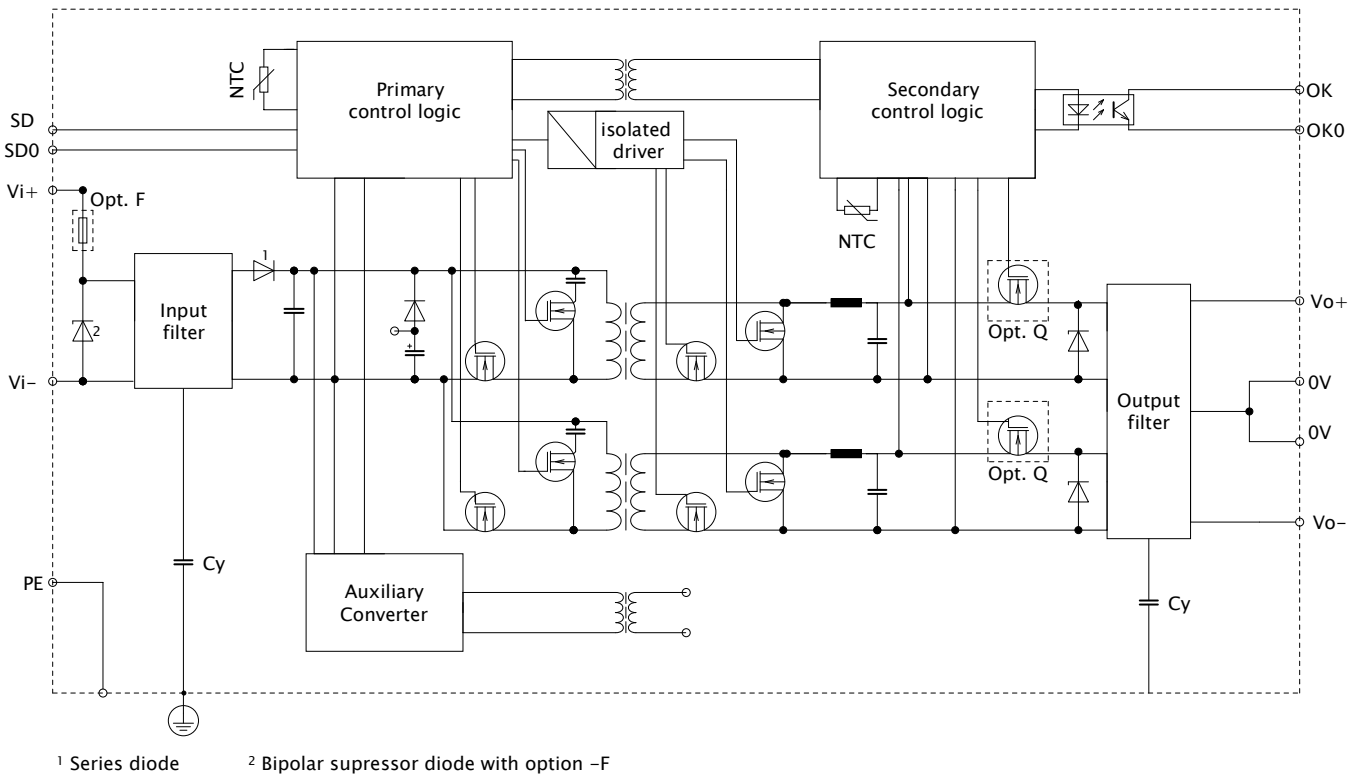 NTC
Primary
control logic
Secondary
control logic
OK
OK0
SD
SD0
isolated
driver
Vi+
Opt. F
NTC
1
Input
filter
2
Opt. Q
Vo+
Vi-
0V
Output
filter
0V
Opt. Q
Vo-
Cy
PE
Auxiliary
Converter
Cy
+
1 Series diode
2 Bipolar supressor diode with option –F